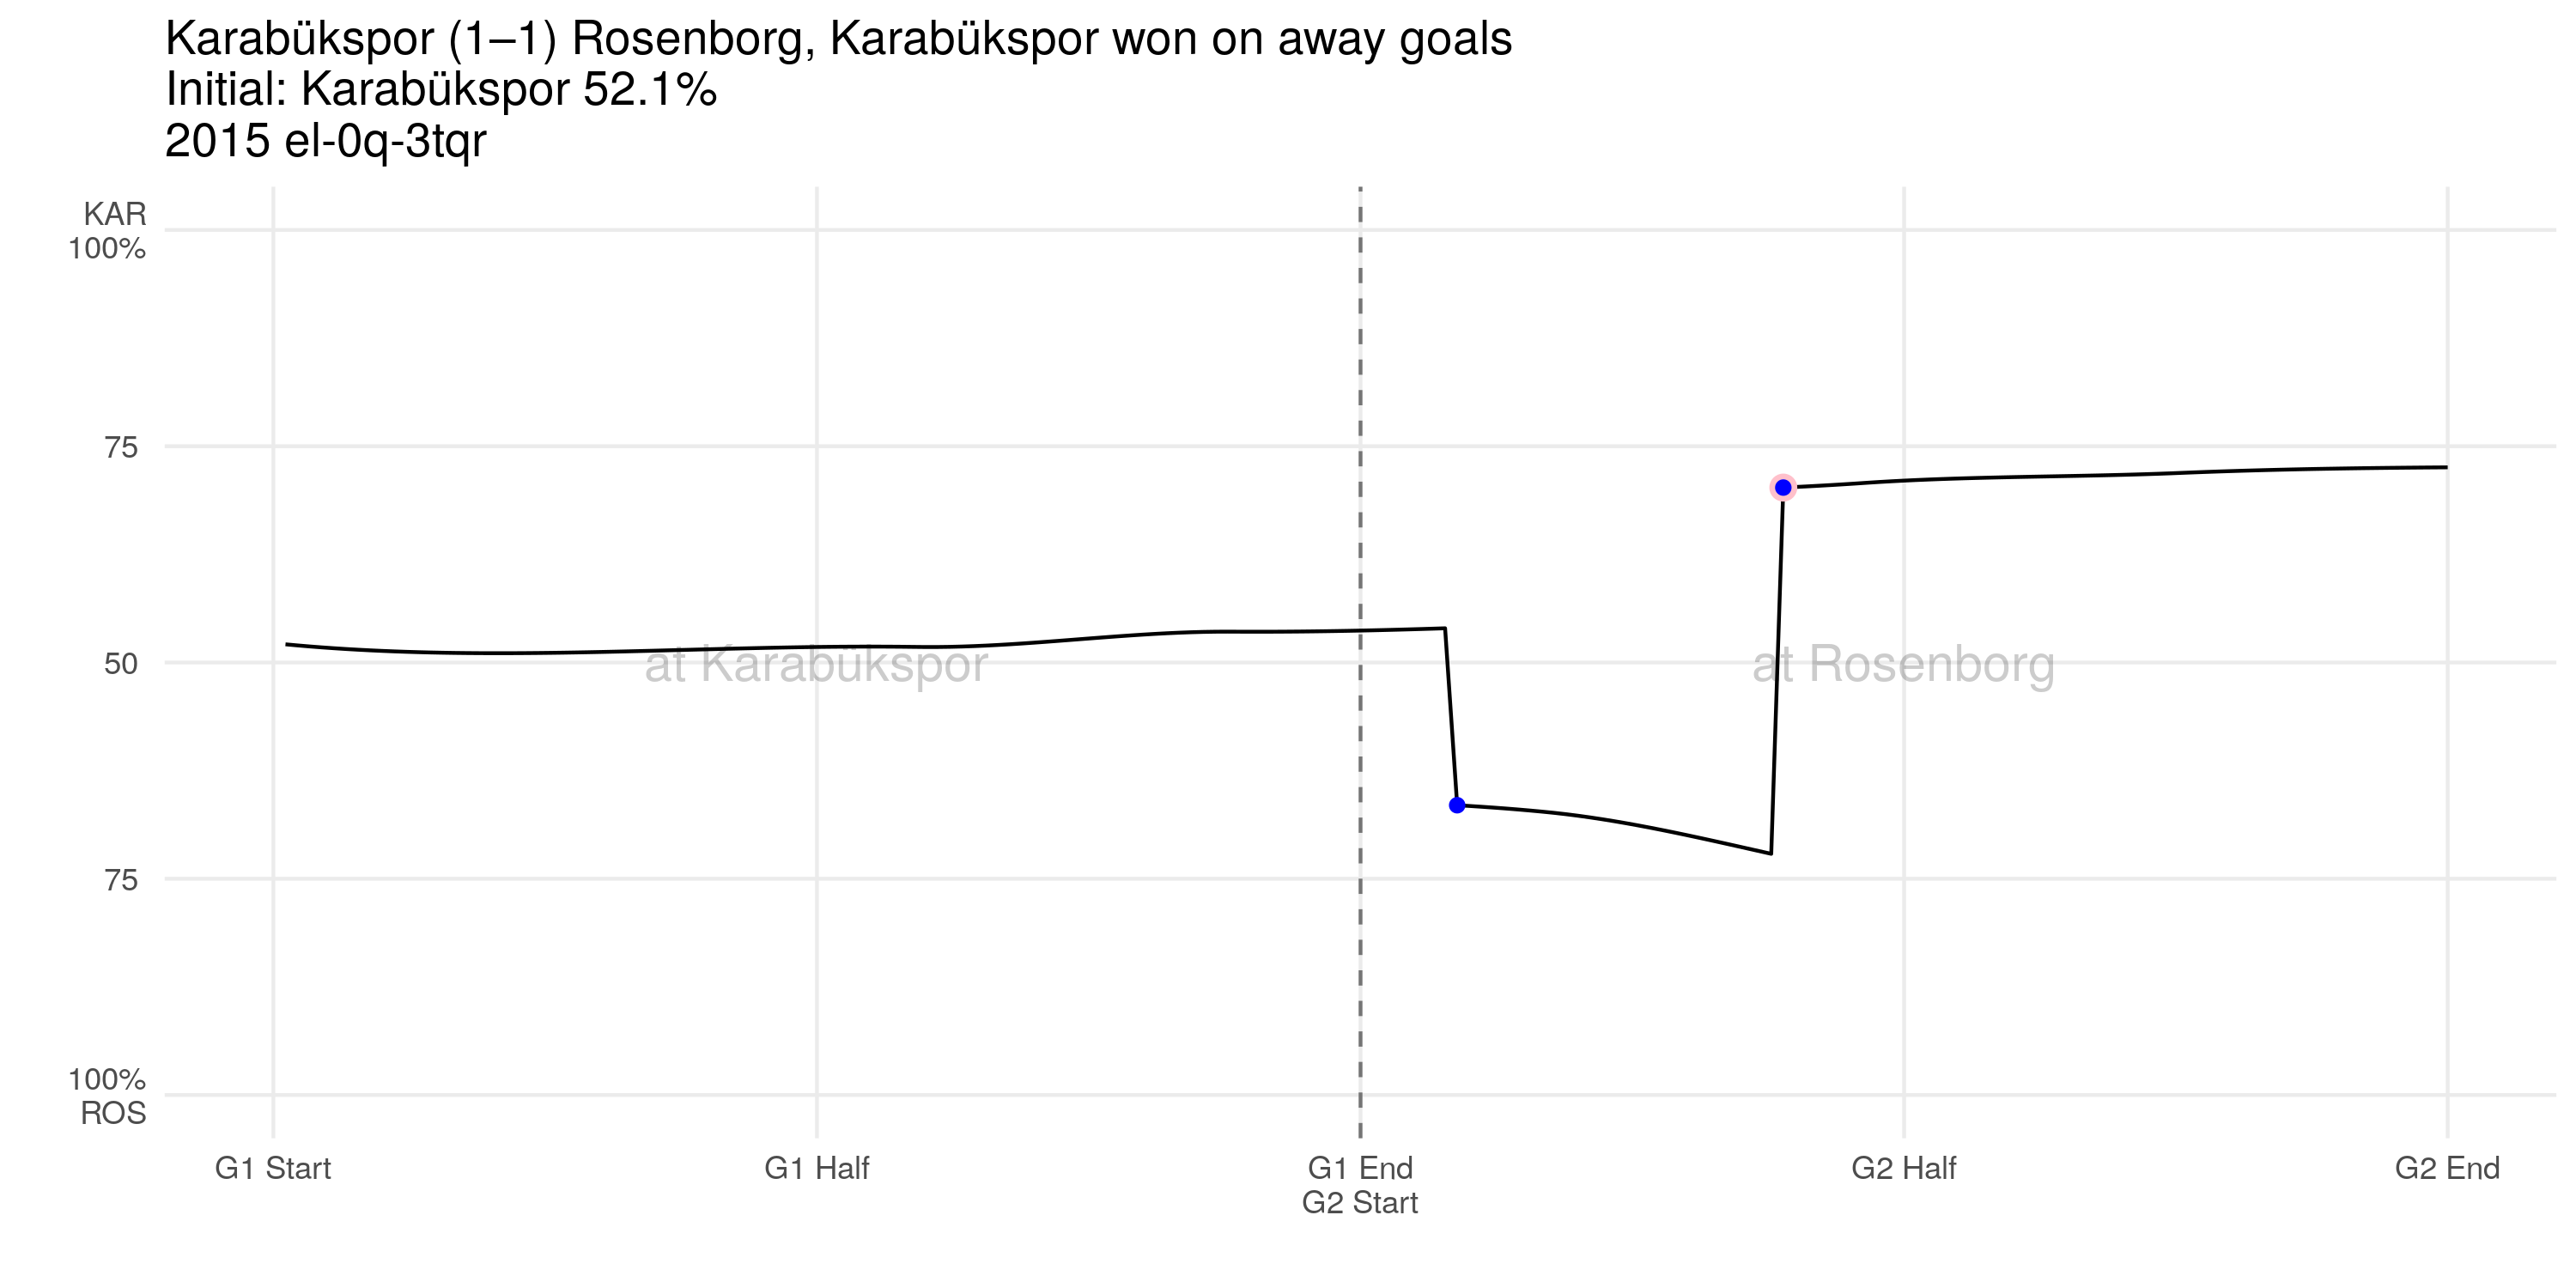 Karabükspor (1–1) Rosenborg, Karabükspor won on away goals
Initial: Karabükspor 52.1%
2015 el-0q-3tqr
KAR
100%
75
50
75
100%
ROS
at Karabükspor
at Rosenborg
G1 Start
G1 Half
G1 End
G2 Start
G2 Half
G2 End